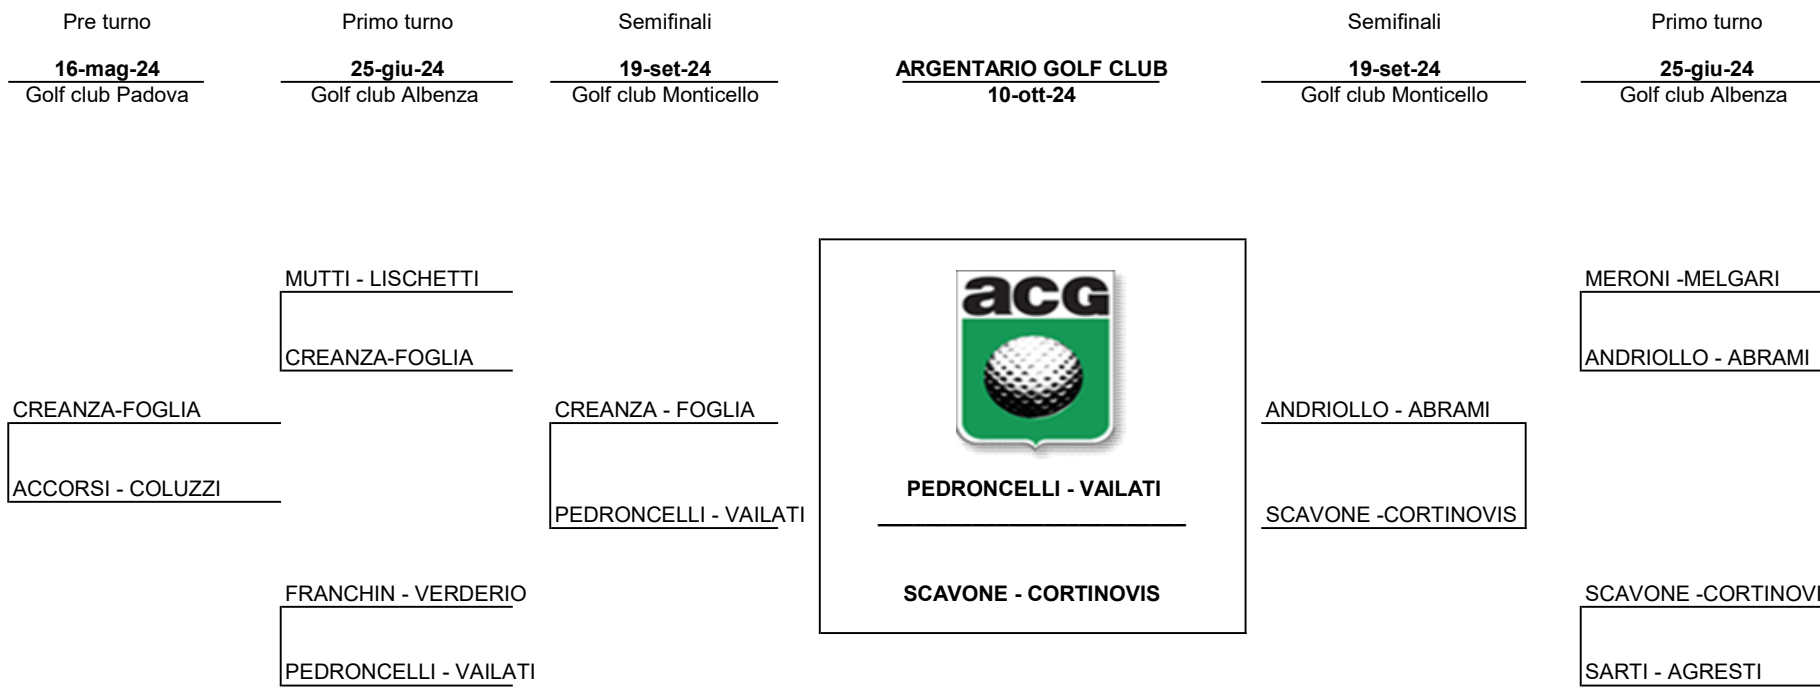 Pre turno
Primo turno
Semifinali
Semifinali
Primo turno
16-mag-24
25-giu-24
19-set-24
ARGENTARIO GOLF CLUB
19-set-24
25-giu-24
Golf club Padova
Golf club Albenza
Golf club Monticello
10-ott-24
Golf club Monticello
Golf club Albenza
MUTTI - LISCHETTI
acG
MERONI -MELGARI
CREANZA-FOGLIA
ANDRIOLLO - ABRAMI
CREANZA-FOGLIA
CREANZA - FOGLIA
ANDRIOLLO - ABRAMI
ACCORSI - COLUZZI
PEDRONCELLI - VAILATI
PEDRONCELLI - VAILATI
SCAVONE -CORTINOVIS
FRANCHIN - VERDERIO
SCAVONE - CORTINOVIS
SCAVONE -CORTINOVI
PEDRONCELLI - VAILATI
SARTI - AGRESTI